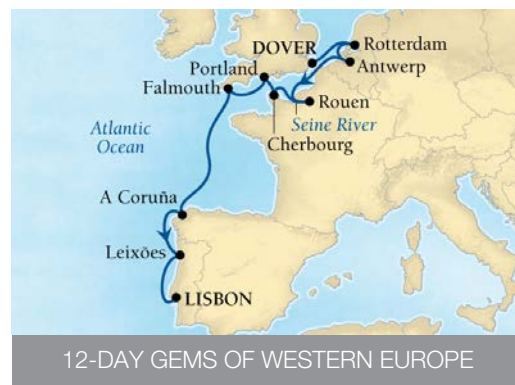 DOVER
Rotterdam
Antwerp
Portland
Falmouth
Rouen
Seine River
Cherbourg
Atlantic
Ocean
A Coruña
Leixões
LISBON
12-DAY GEMS OF WESTERN EUROPE